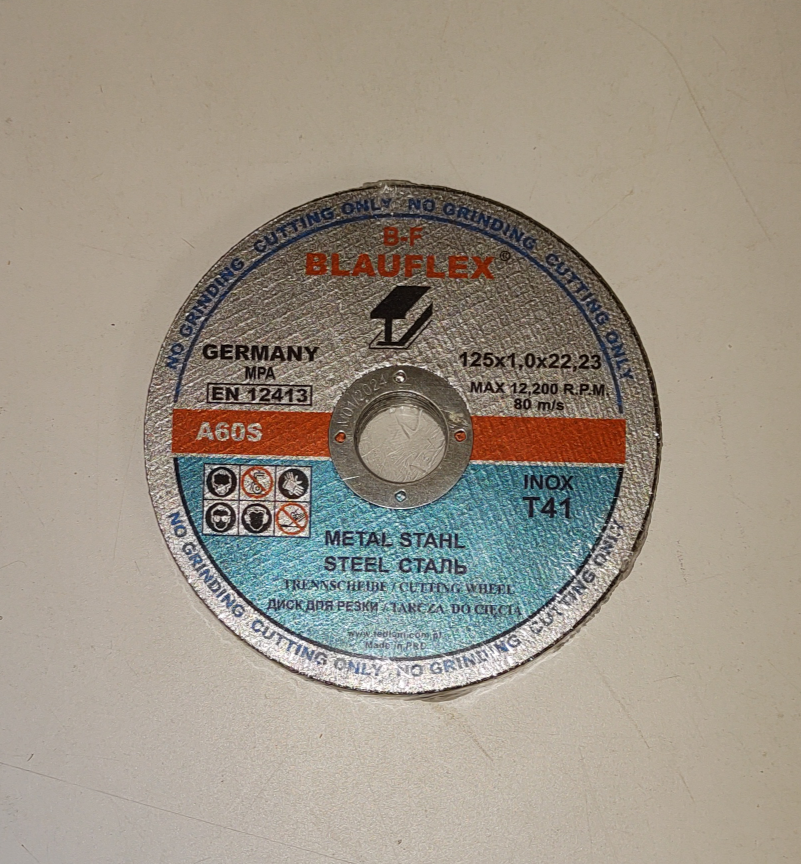 NO GRINDING CUTTING ONLY NO GRINDING CUTTING ONLY
B-F
BLAUFLEX®
GERMANY
MPA
EN 12413
125x1,0x22,23
MAX 12,200 R.P.M.
80 m/s
V01/2024
A60S
INOX
T41
METAL STAHL
STEEL СТАЛЬ
TRENNSCHEIBE / CUTTING WHEEL
ДИСК ДЛЯ РЕЗКИ / TARCZA DO CIĘCIA
Made in P.R.C
NO GRINDING CUTTING ONLY NO GRINDING CUTTING ONLY